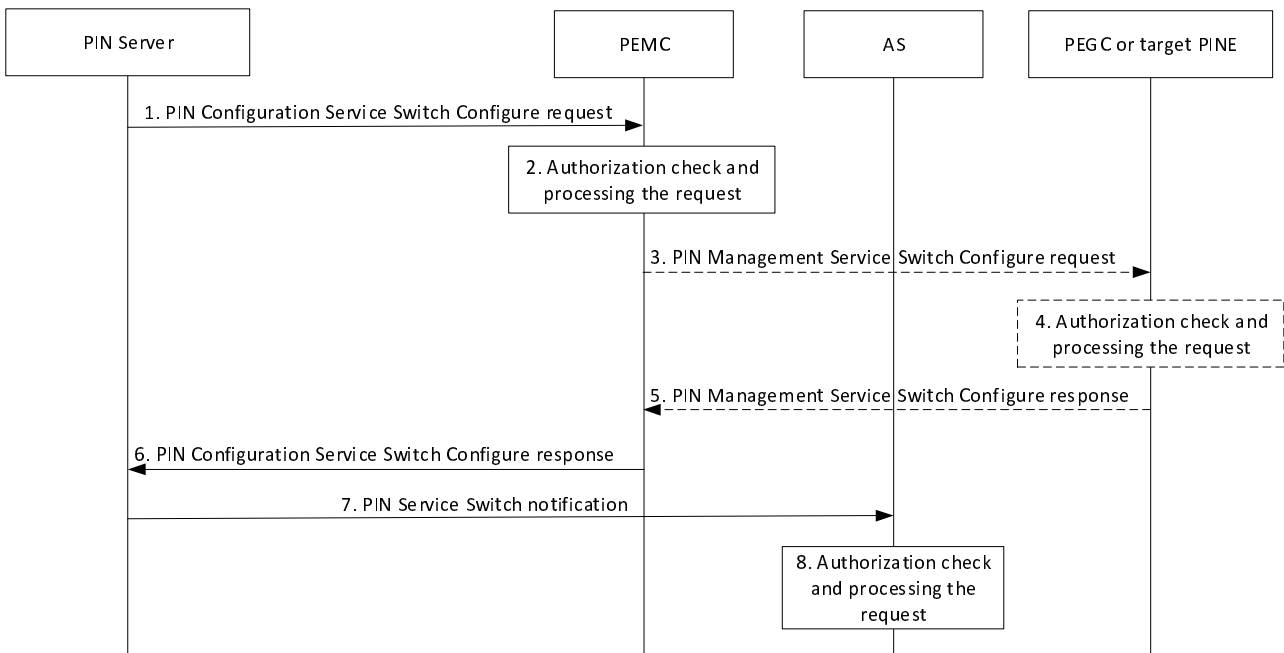 PIN Server
PEMC
AS
PEGC or target PINE
1. PIN Configuration Service Switch Configure request
2. Authorization check and
processing the request
3. PIN Management Service Switch Configure request
4. Authorization check and
processing the request
5. PIN Management Service Switch Configure response
6. PIN Configuration Service Switch Configure response
7. PIN Service Switch notification
8. Authorization check
and processing the
request